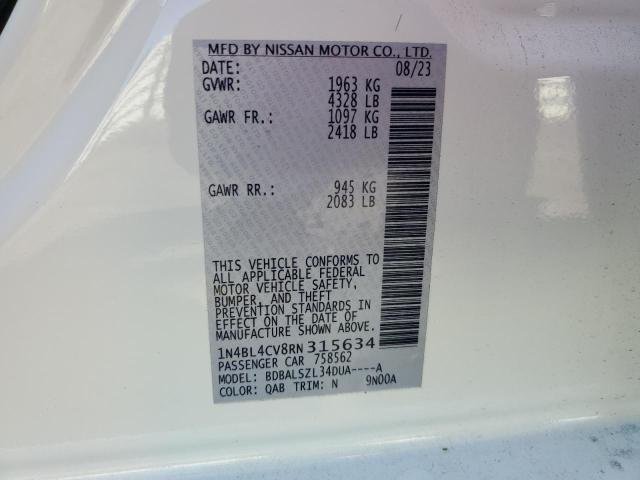 MFD BY NISSAN MOTOR CO., LTD.
DATE: 08/23
GVWR: 1963 KG
4328 LB
GAWR FR.: 1097 KG
2418 LB
GAWR RR.: 945 KG
2083 LB
THIS VEHICLE CONFORMS TO
ALL APPLICABLE FEDERAL
MOTOR VEHICLE SAFETY,
BUMPER, AND THEFT
PREVENTION STANDARDS IN
EFFECT ON THE DATE OF
MANUFACTURE SHOWN ABOVE.
1N4BL4CV8RN315634
PASSENGER CAR 758562
MODEL: BDBALSZL34DUA----A
COLOR: QAB TRIM: N 9N00A